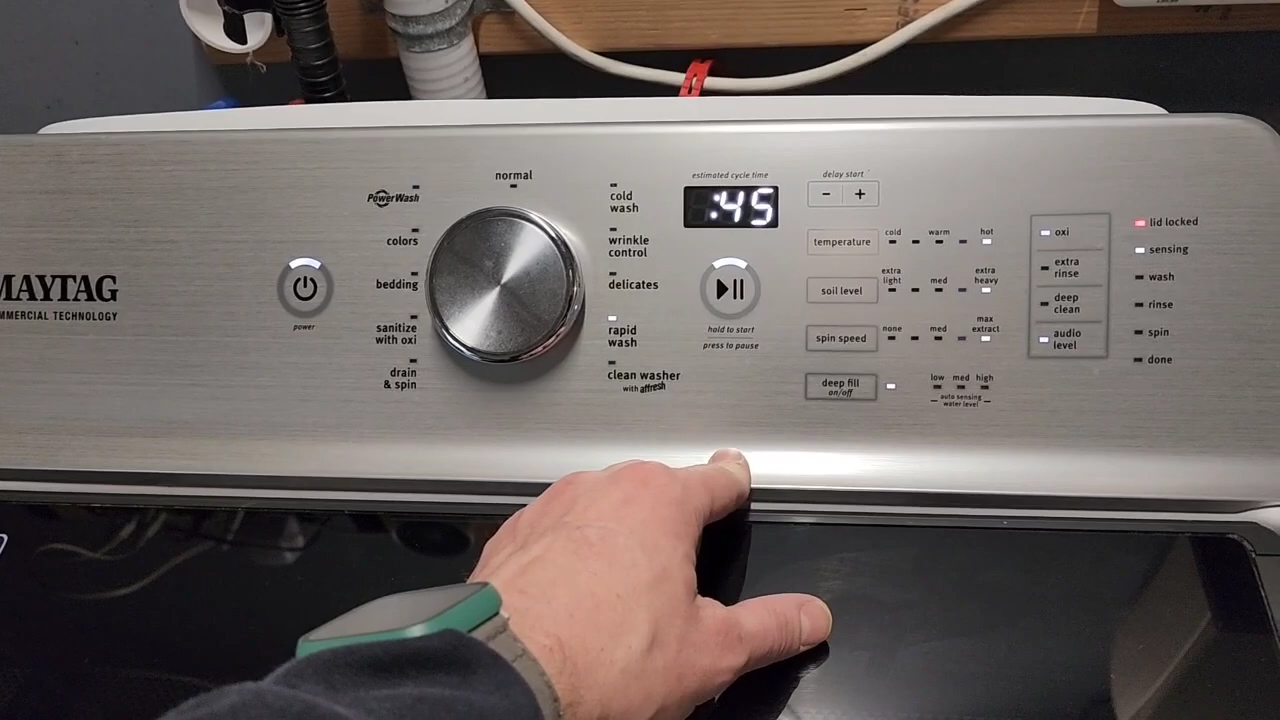 MAYTAG
MMERCIAL TECHNOLOGY
power
PowerWash
colors
bedding
sanitize
with oxi
drain
& spin
normal
cold
wash
wrinkle
control
delicates
rapid
wash
clean washer
with affresh
estimated cycle time
:45
hold to start
press to pause
delay start
- +
temperature
cold warm hot
soil level
extra
light
med
extra
heavy
spin speed
none
med
max
extract
deep fill
on/off
low med high
auto sensing
water level
oxi
extra
rinse
deep
clean
audio
level
lid locked
sensing
wash
rinse
spin
done